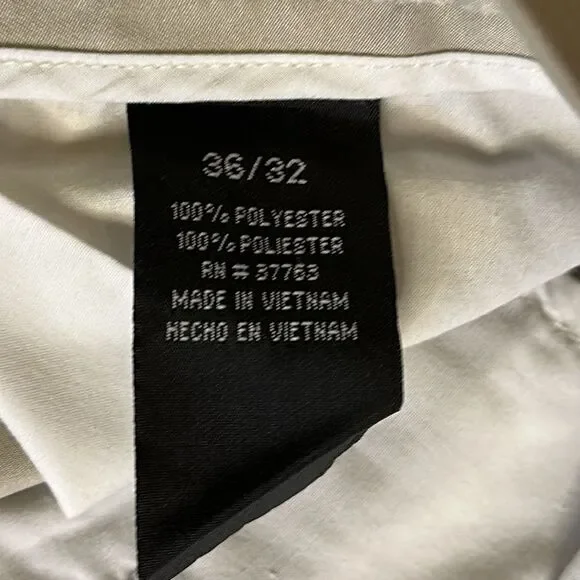 36/32
100% POLYESTER
100% POLIESTER
RN # 37763
MADE IN VIETNAM
HECHO EN VIETNAM